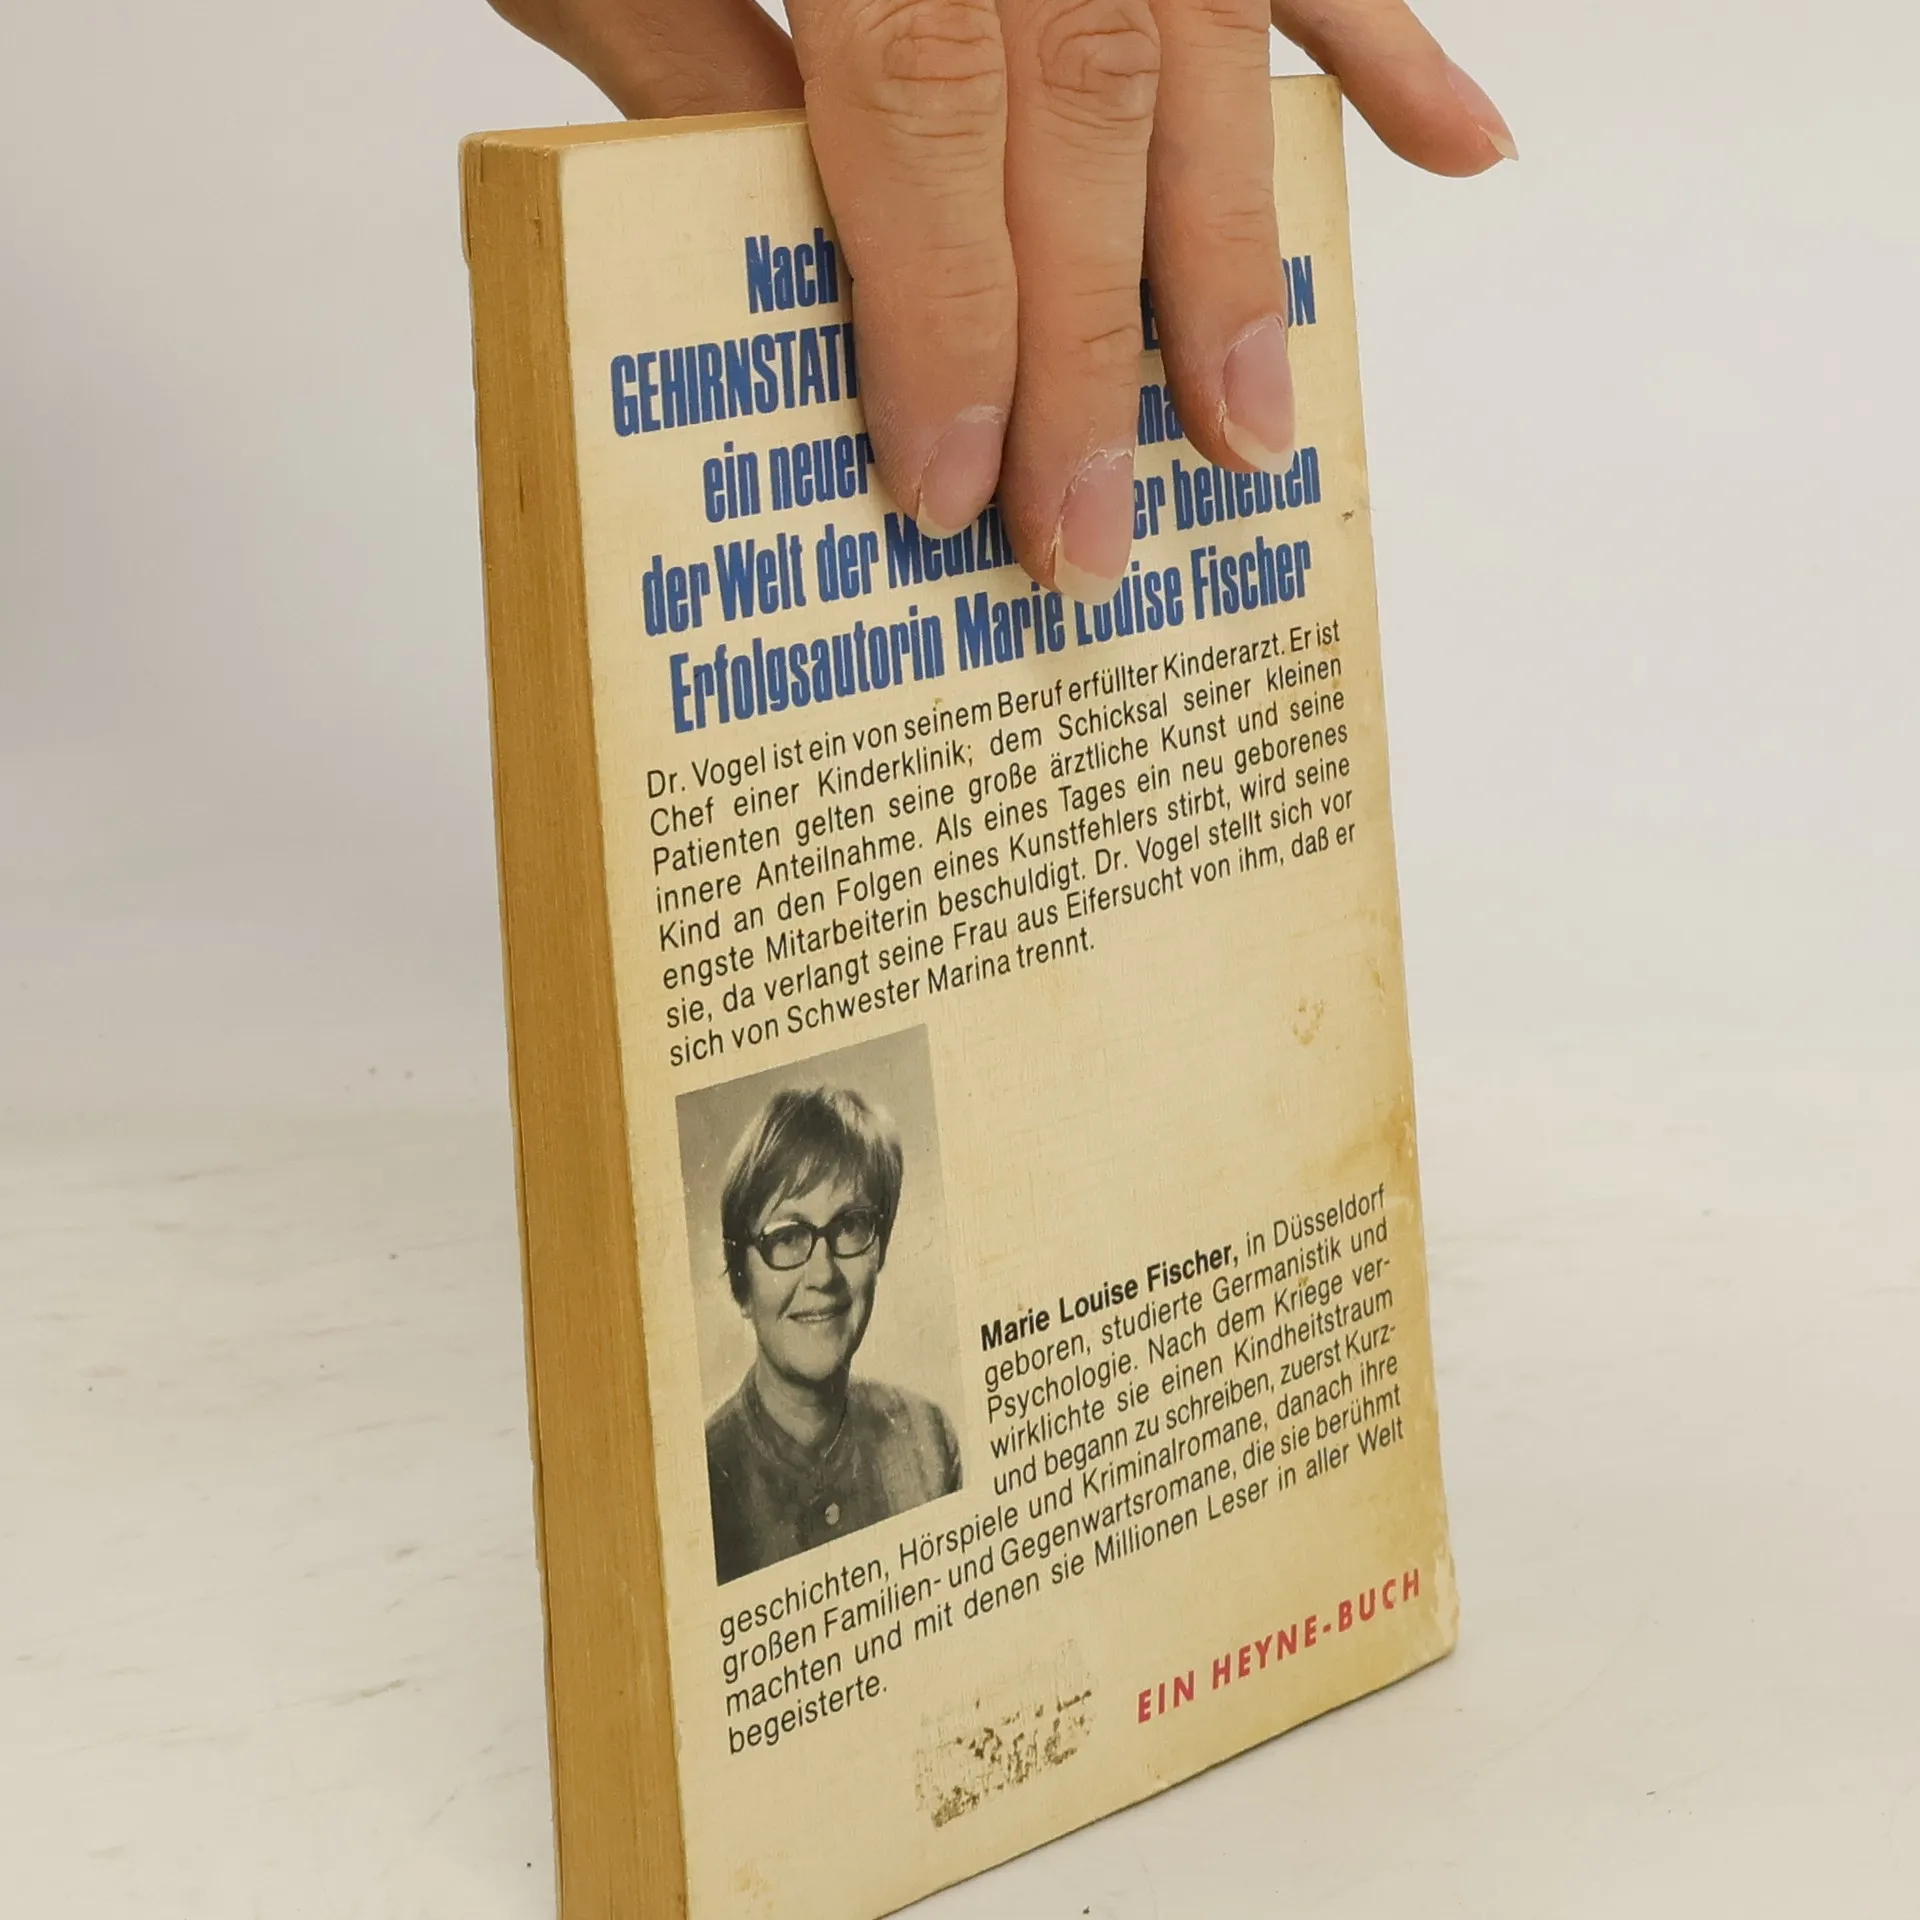 Nach
GEHIRNSTATI ON
ein neuer
der Welt der Medizin er beliebten
Erfolgsautorin Marie Louise Fischer
Dr. Vogel ist ein von seinem Beruf erfüllter Kinderarzt. Er ist
Chef einer Kinderklinik; dem Schicksal seiner kleinen
Patienten gelten seine große ärztliche Kunst und seine
innere Anteilnahme. Als eines Tages ein neu geborenes
Kind an den Folgen eines Kunstfehlers stirbt, wird seine
engste Mitarbeiterin beschuldigt. Dr. Vogel stellt sich vor
sie, da verlangt seine Frau aus Eifersucht von ihm, daß er
sich von Schwester Marina trennt.
Marie Louise Fischer, in Düsseldorf
geboren, studierte Germanistik und
Psychologie. Nach dem Kriege ver-
wirklichte sie einen Kindheitstraum
und begann zu schreiben, zuerst Kurz-
geschichten, Hörspiele und Kriminalromane, danach ihre
großen Familien- und Gegenwartsromane, die sie berühmt
machten und mit denen sie Millionen Leser in aller Welt
begeisterte.
EIN HEYNE-BUCH